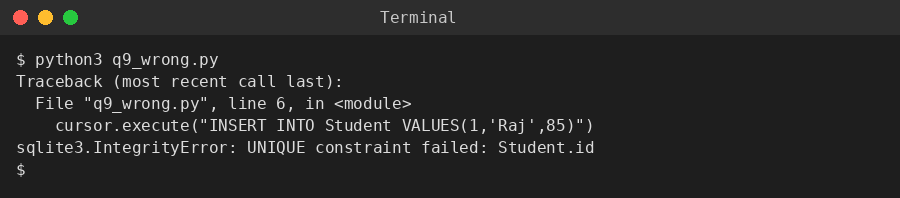 Terminal
$ python3 q9_wrong.py
Traceback (most recent call last):
  File "q9_wrong.py", line 6, in <module>
    cursor.execute("INSERT INTO Student VALUES(1,'Raj',85)")
sqlite3.IntegrityError: UNIQUE constraint failed: Student.id
$